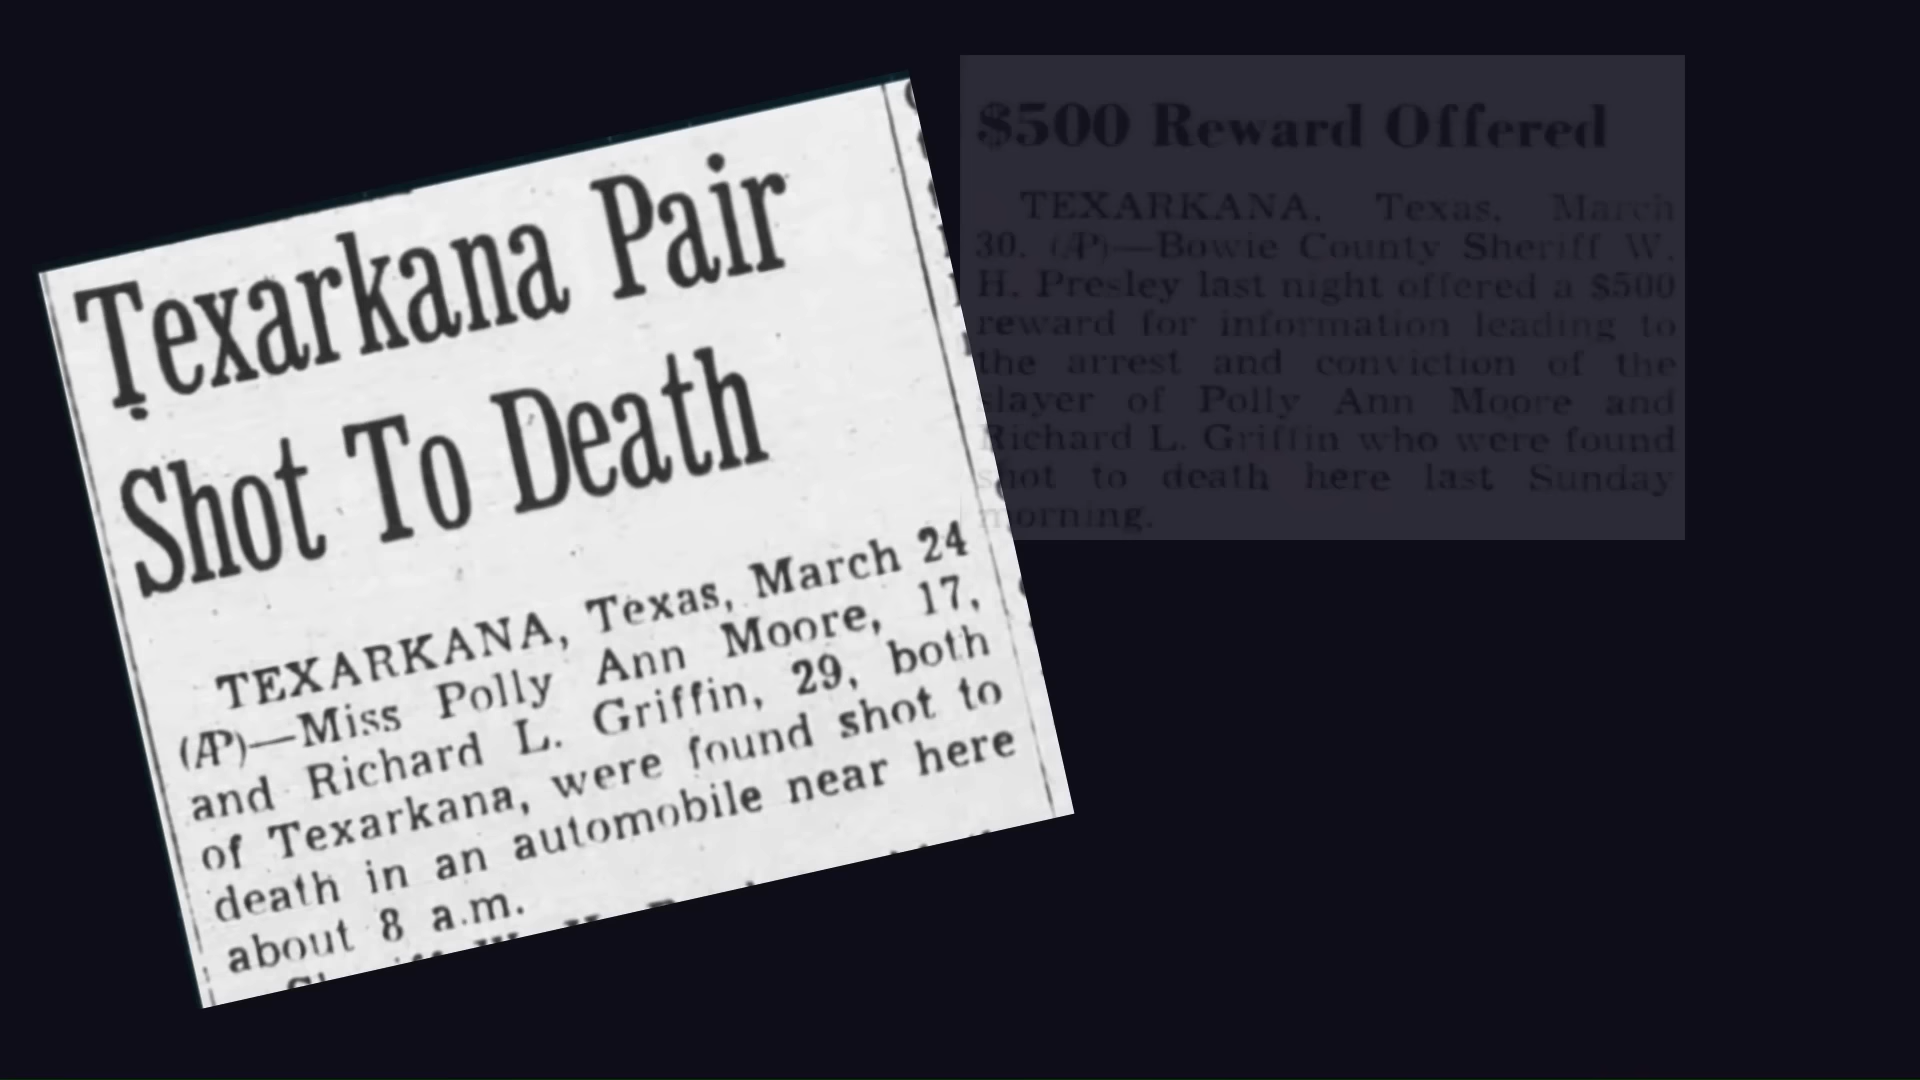 Texarkana Pair
Shot To Death
TEXARKANA, Texas, March 24
(AP)—Miss Polly Ann Moore, 17,
and Richard L. Griffin, 29, both
of Texarkana, were found shot to
death in an automobile near here
about 8 a.m.
$500 Reward Offered
TEXARKANA, Texas, March
30. (AP)—Bowie County Sheriff W.
H. Presley last night offered a $500
reward for information leading to
the arrest and conviction of the
slayer of Polly Ann Moore and
Richard L. Griffin who were found
shot to death here last Sunday
morning.